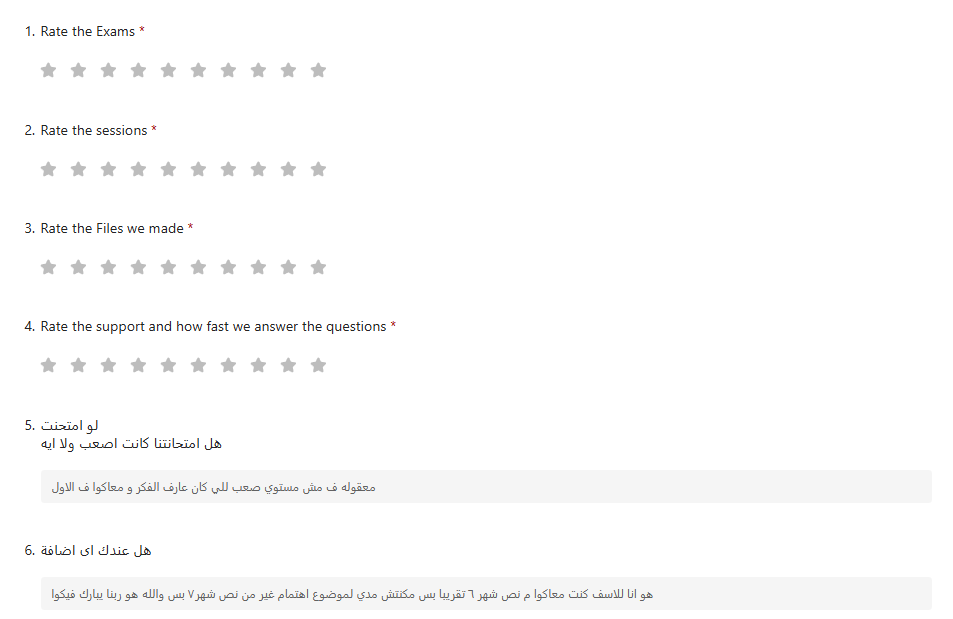 1. Rate the Exams *
2. Rate the sessions *
3. Rate the Files we made *
4. Rate the support and how fast we answer the questions *
5. لو امتحنت
هل امتحانتنا كانت اصعب ولا ايه
معقوله ف مش مستوي صعب للي كان عارف الفكر و معاكوا ف الاول
6. هل عندك اى اضافة
هو انا للاسف كنت معاكوا م نص شهر ٦ تقريبا بس مكنتش مدي لموضوع اهتمام غير من نص شهر٧ بس والله هو ربنا يبارك فيكوا